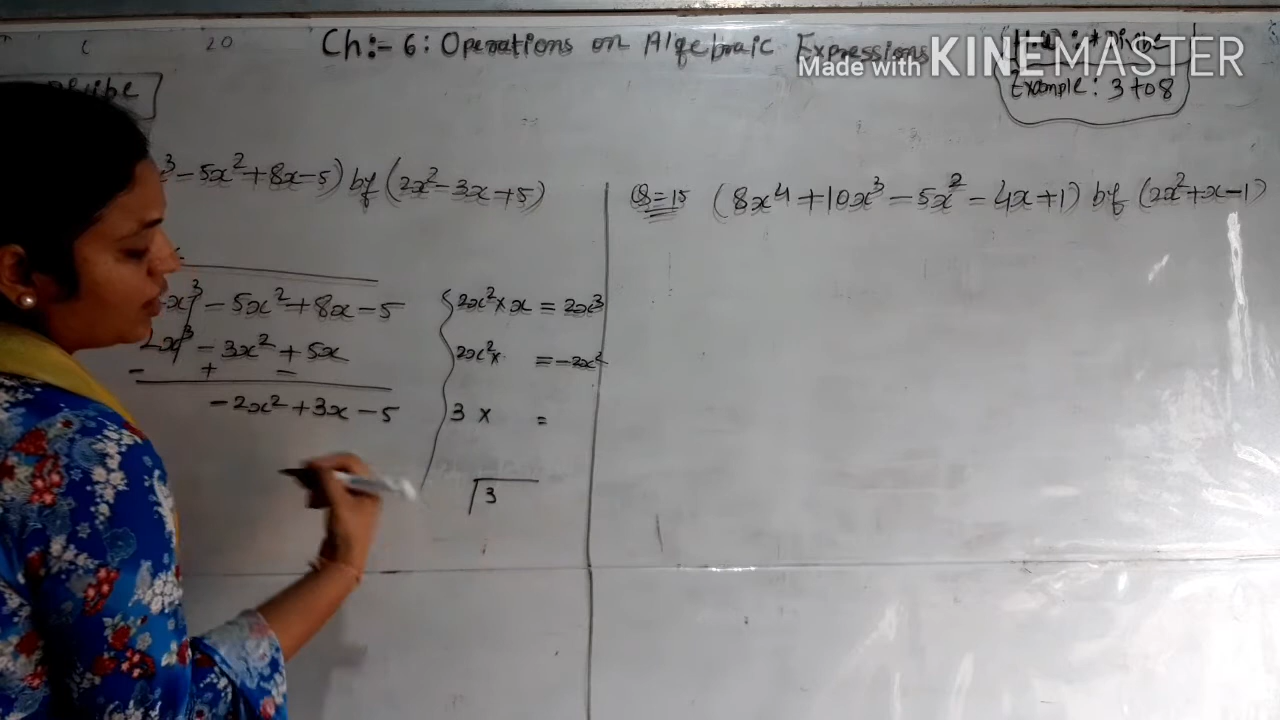 20
Ch:- 6: Operations on Algebraic Expressions
Made with KINEMASTER
Example: 3 to 8
³ - 5x² + 8x - 5) by (2x² - 3x + 5)
Q=15 (8x⁴ + 10x³ - 5x² - 4x + 1) by (2x² + x - 1)
x³ - 5x² + 8x - 5
2x³ - 3x² + 5x
- + -
- 2x² + 3x - 5
2x² × x = 2x³
2x² × = -2x²
3 × =
3